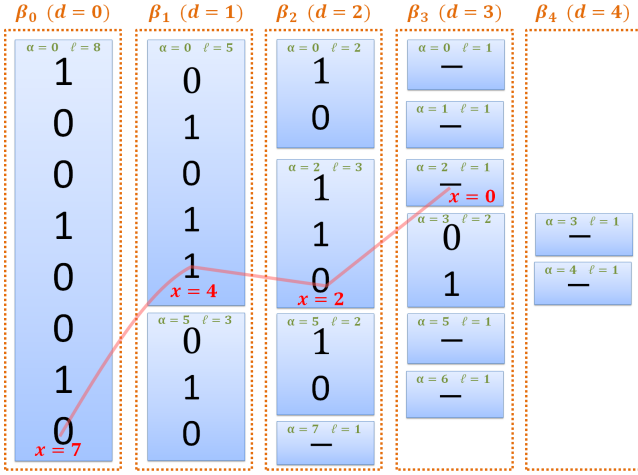 β₀ (d = 0)
α = 0 ℓ = 8
1
0
0
1
0
0
1
0
x = 7
β₁ (d = 1)
α = 0 ℓ = 5
0
1
0
1
1
x = 4
α = 5 ℓ = 3
0
1
0
β₂ (d = 2)
α = 0 ℓ = 2
1
0
α = 2 ℓ = 3
1
1
0
x = 2
α = 5 ℓ = 2
1
0
α = 7 ℓ = 1
–
β₃ (d = 3)
α = 0 ℓ = 1
–
α = 1 ℓ = 1
–
α = 2 ℓ = 1
–
x = 0
α = 3 ℓ = 2
0
1
α = 5 ℓ = 1
–
α = 6 ℓ = 1
–
β₄ (d = 4)
α = 3 ℓ = 1
–
α = 4 ℓ = 1
–